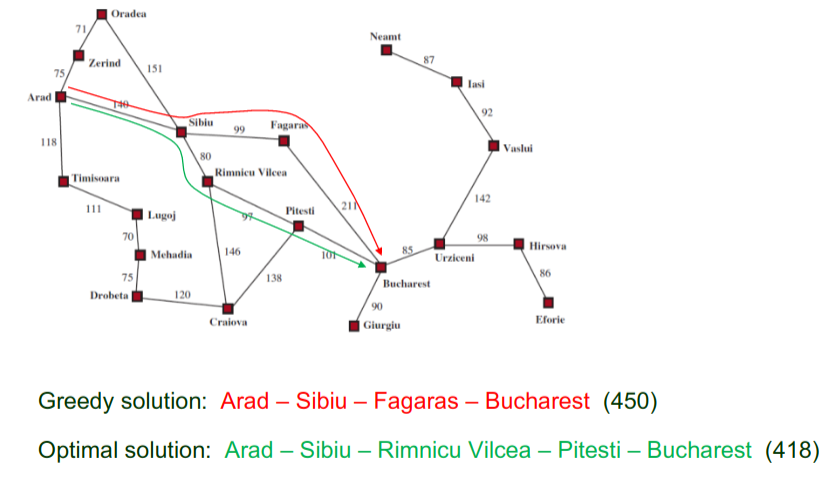 Oradea
71
Neamt
Zerind
87
151
75
Iasi
Arad
140
92
Sibiu
Fagaras
99
118
Vaslui
80
Rimnicu Vilcea
Timisoara
142
111
211
Pitesti
Lugoj
97
70
98
Hirsova
146
85
Mehadia
101
Urziceni
86
75
138
Bucharest
Drobeta
120
90
Craiova
Giurgiu
Eforie
Greedy solution: Arad – Sibiu – Fagaras – Bucharest (450)
Optimal solution: Arad – Sibiu – Rimnicu Vilcea – Pitesti – Bucharest (418)